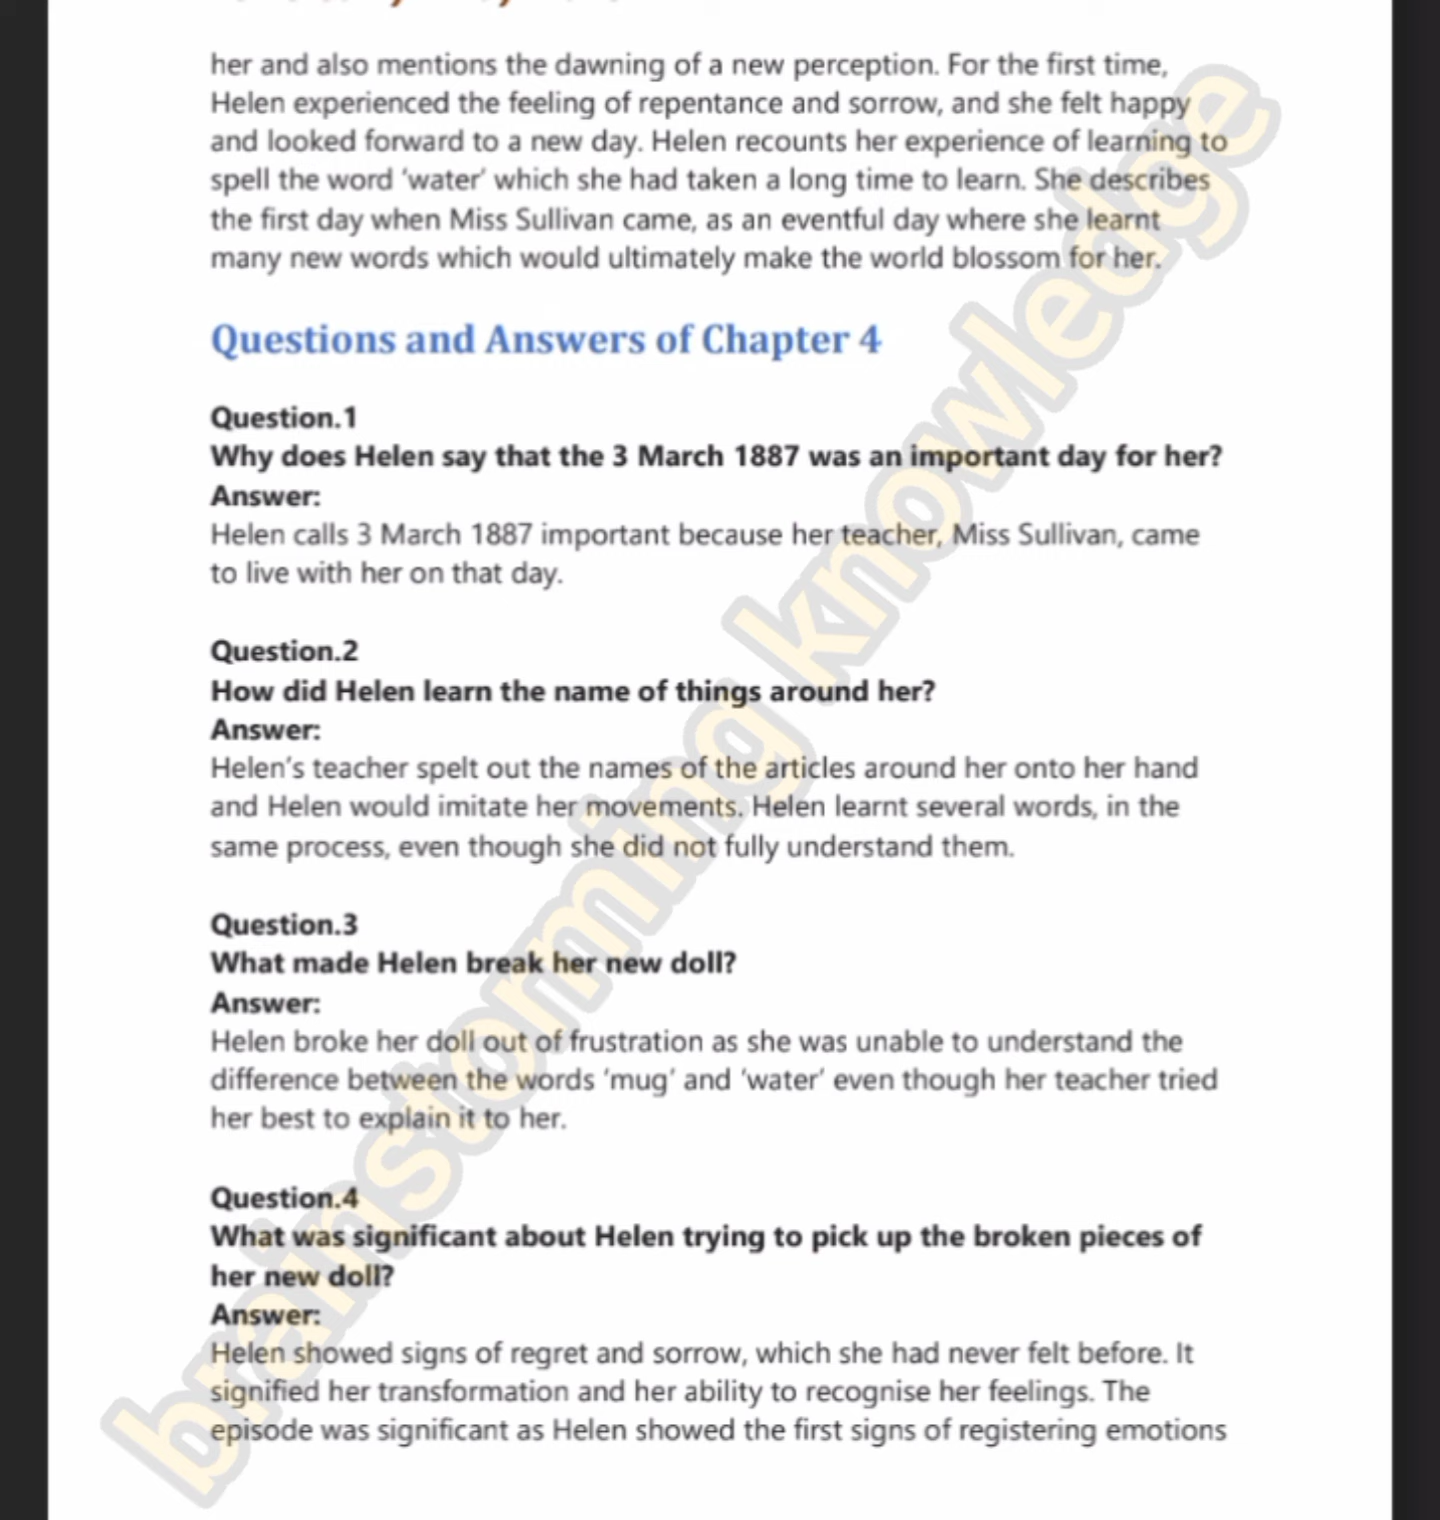 her and also mentions the dawning of a new perception. For the first time,
Helen experienced the feeling of repentance and sorrow, and she felt happy
and looked forward to a new day. Helen recounts her experience of learning to
spell the word ‘water’ which she had taken a long time to learn. She describes
the first day when Miss Sullivan came, as an eventful day where she learnt
many new words which would ultimately make the world blossom for her.
Questions and Answers of Chapter 4
Question.1
Why does Helen say that the 3 March 1887 was an important day for her?
Answer:
Helen calls 3 March 1887 important because her teacher, Miss Sullivan, came
to live with her on that day.
Question.2
How did Helen learn the name of things around her?
Answer:
Helen’s teacher spelt out the names of the articles around her onto her hand
and Helen would imitate her movements. Helen learnt several words, in the
same process, even though she did not fully understand them.
Question.3
What made Helen break her new doll?
Answer:
Helen broke her doll out of frustration as she was unable to understand the
difference between the words ‘mug’ and ‘water’ even though her teacher tried
her best to explain it to her.
Question.4
What was significant about Helen trying to pick up the broken pieces of
her new doll?
Answer:
Helen showed signs of regret and sorrow, which she had never felt before. It
signified her transformation and her ability to recognise her feelings. The
episode was significant as Helen showed the first signs of registering emotions
brainstorming knowledge